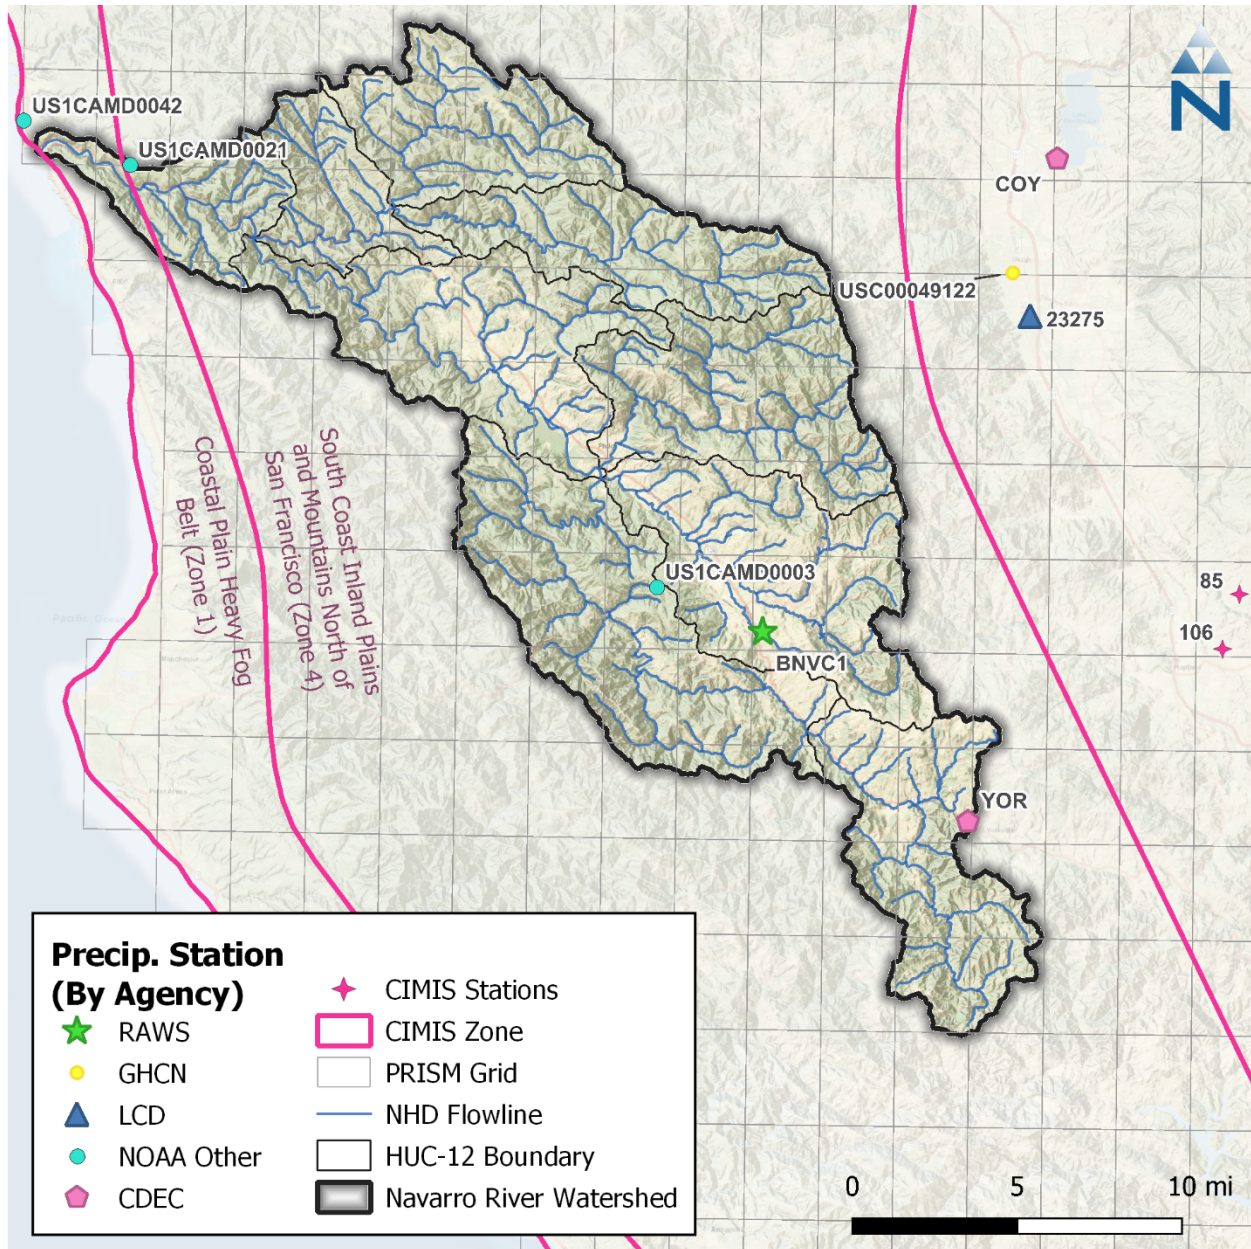 US1CAMD0042
US1CAMD0021
N
COY
USC00049122
23275
South Coast Inland Plains
and Mountains North of
San Francisco (Zone 4)
Coastal Plain Heavy Fog
Belt (Zone 1)
US1CAMD0003
85
106
BNVC1
Pacific Ocean
YOR
Precip. Station
(By Agency)
RAWS
GHCN
LCD
NOAA Other
CDEC
CIMIS Stations
CIMIS Zone
PRISM Grid
NHD Flowline
HUC-12 Boundary
Navarro River Watershed
0 5 10 mi